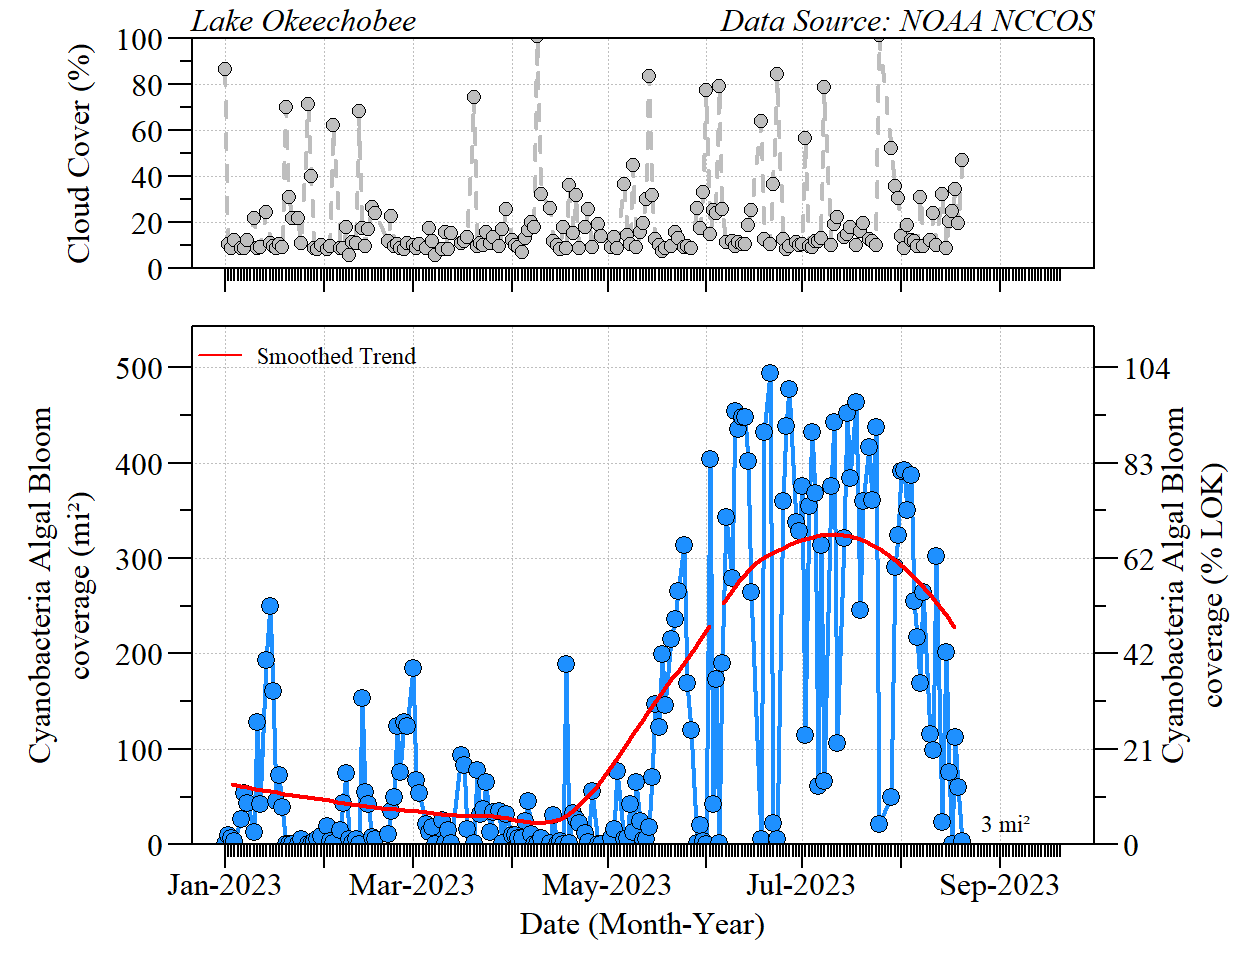 Lake Okeechobee
Data Source: NOAA NCCOS
Cloud Cover (%)
100
80
60
40
20
0
Smoothed Trend
Cyanobacteria Algal Bloom
coverage (mi²)
500
400
300
200
100
0
104
83
62
42
21
0
Cyanobacteria Algal Bloom
coverage (% LOK)
3 mi²
Jan-2023
Mar-2023
May-2023
Jul-2023
Sep-2023
Date (Month-Year)